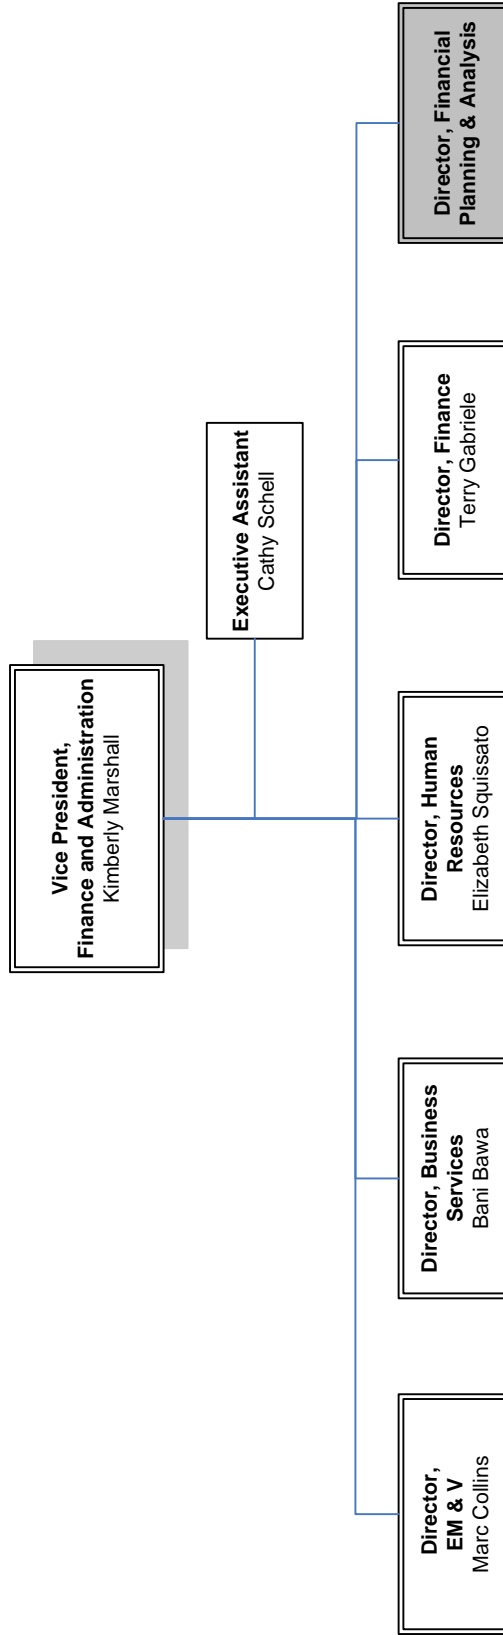 Vice President,
Finance and Administration
Kimberly Marshall
Executive Assistant
Cathy Schell
Director,
EM & V
Marc Collins
Director, Business
Services
Bani Bawa
Director, Human
Resources
Elizabeth Squissato
Director, Finance
Terry Gabriele
Director, Financial
Planning & Analysis